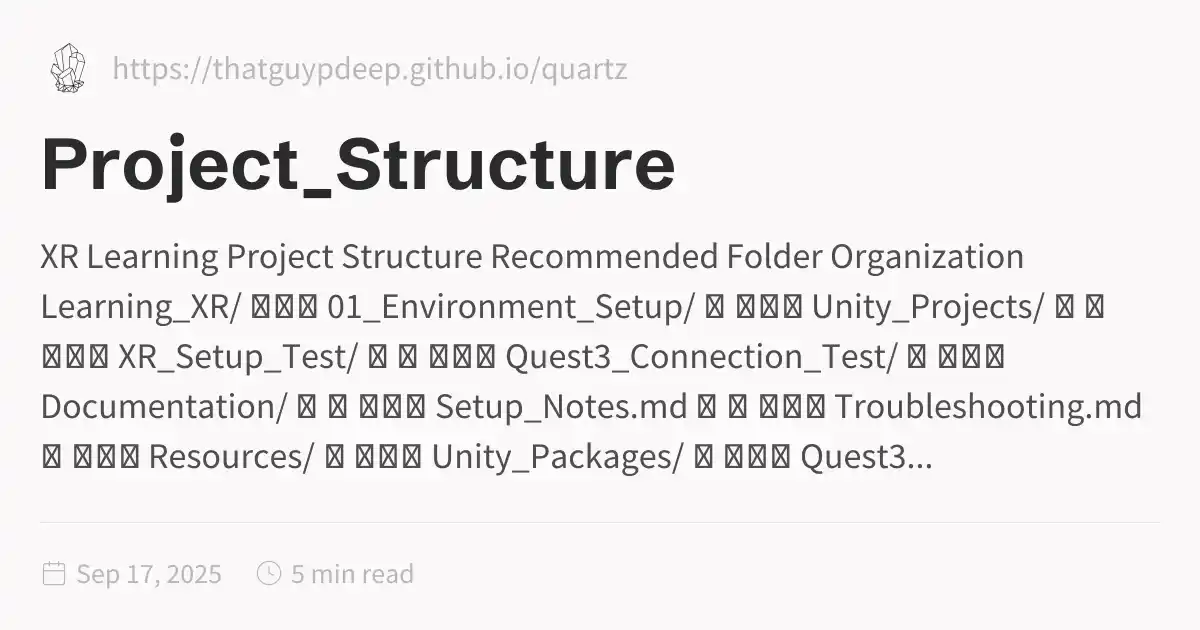 https://thatguypdeep.github.io/quartz
Project_Structure
XR Learning Project Structure Recommended Folder Organization
Learning_XR/ 󠀠▯▯▯ 01_Environment_Setup/ ▯ ▯▯▯ Unity_Projects/ ▯ ▯
▯▯▯ XR_Setup_Test/ ▯ ▯ ▯▯▯ Quest3_Connection_Test/ ▯ ▯▯▯
Documentation/ ▯ ▯ ▯▯▯ Setup_Notes.md ▯ ▯ ▯▯▯ Troubleshooting.md
▯ ▯▯▯ Resources/ ▯ ▯▯▯ Unity_Packages/ ▯ ▯▯▯ Quest3...
Sep 17, 2025 5 min read